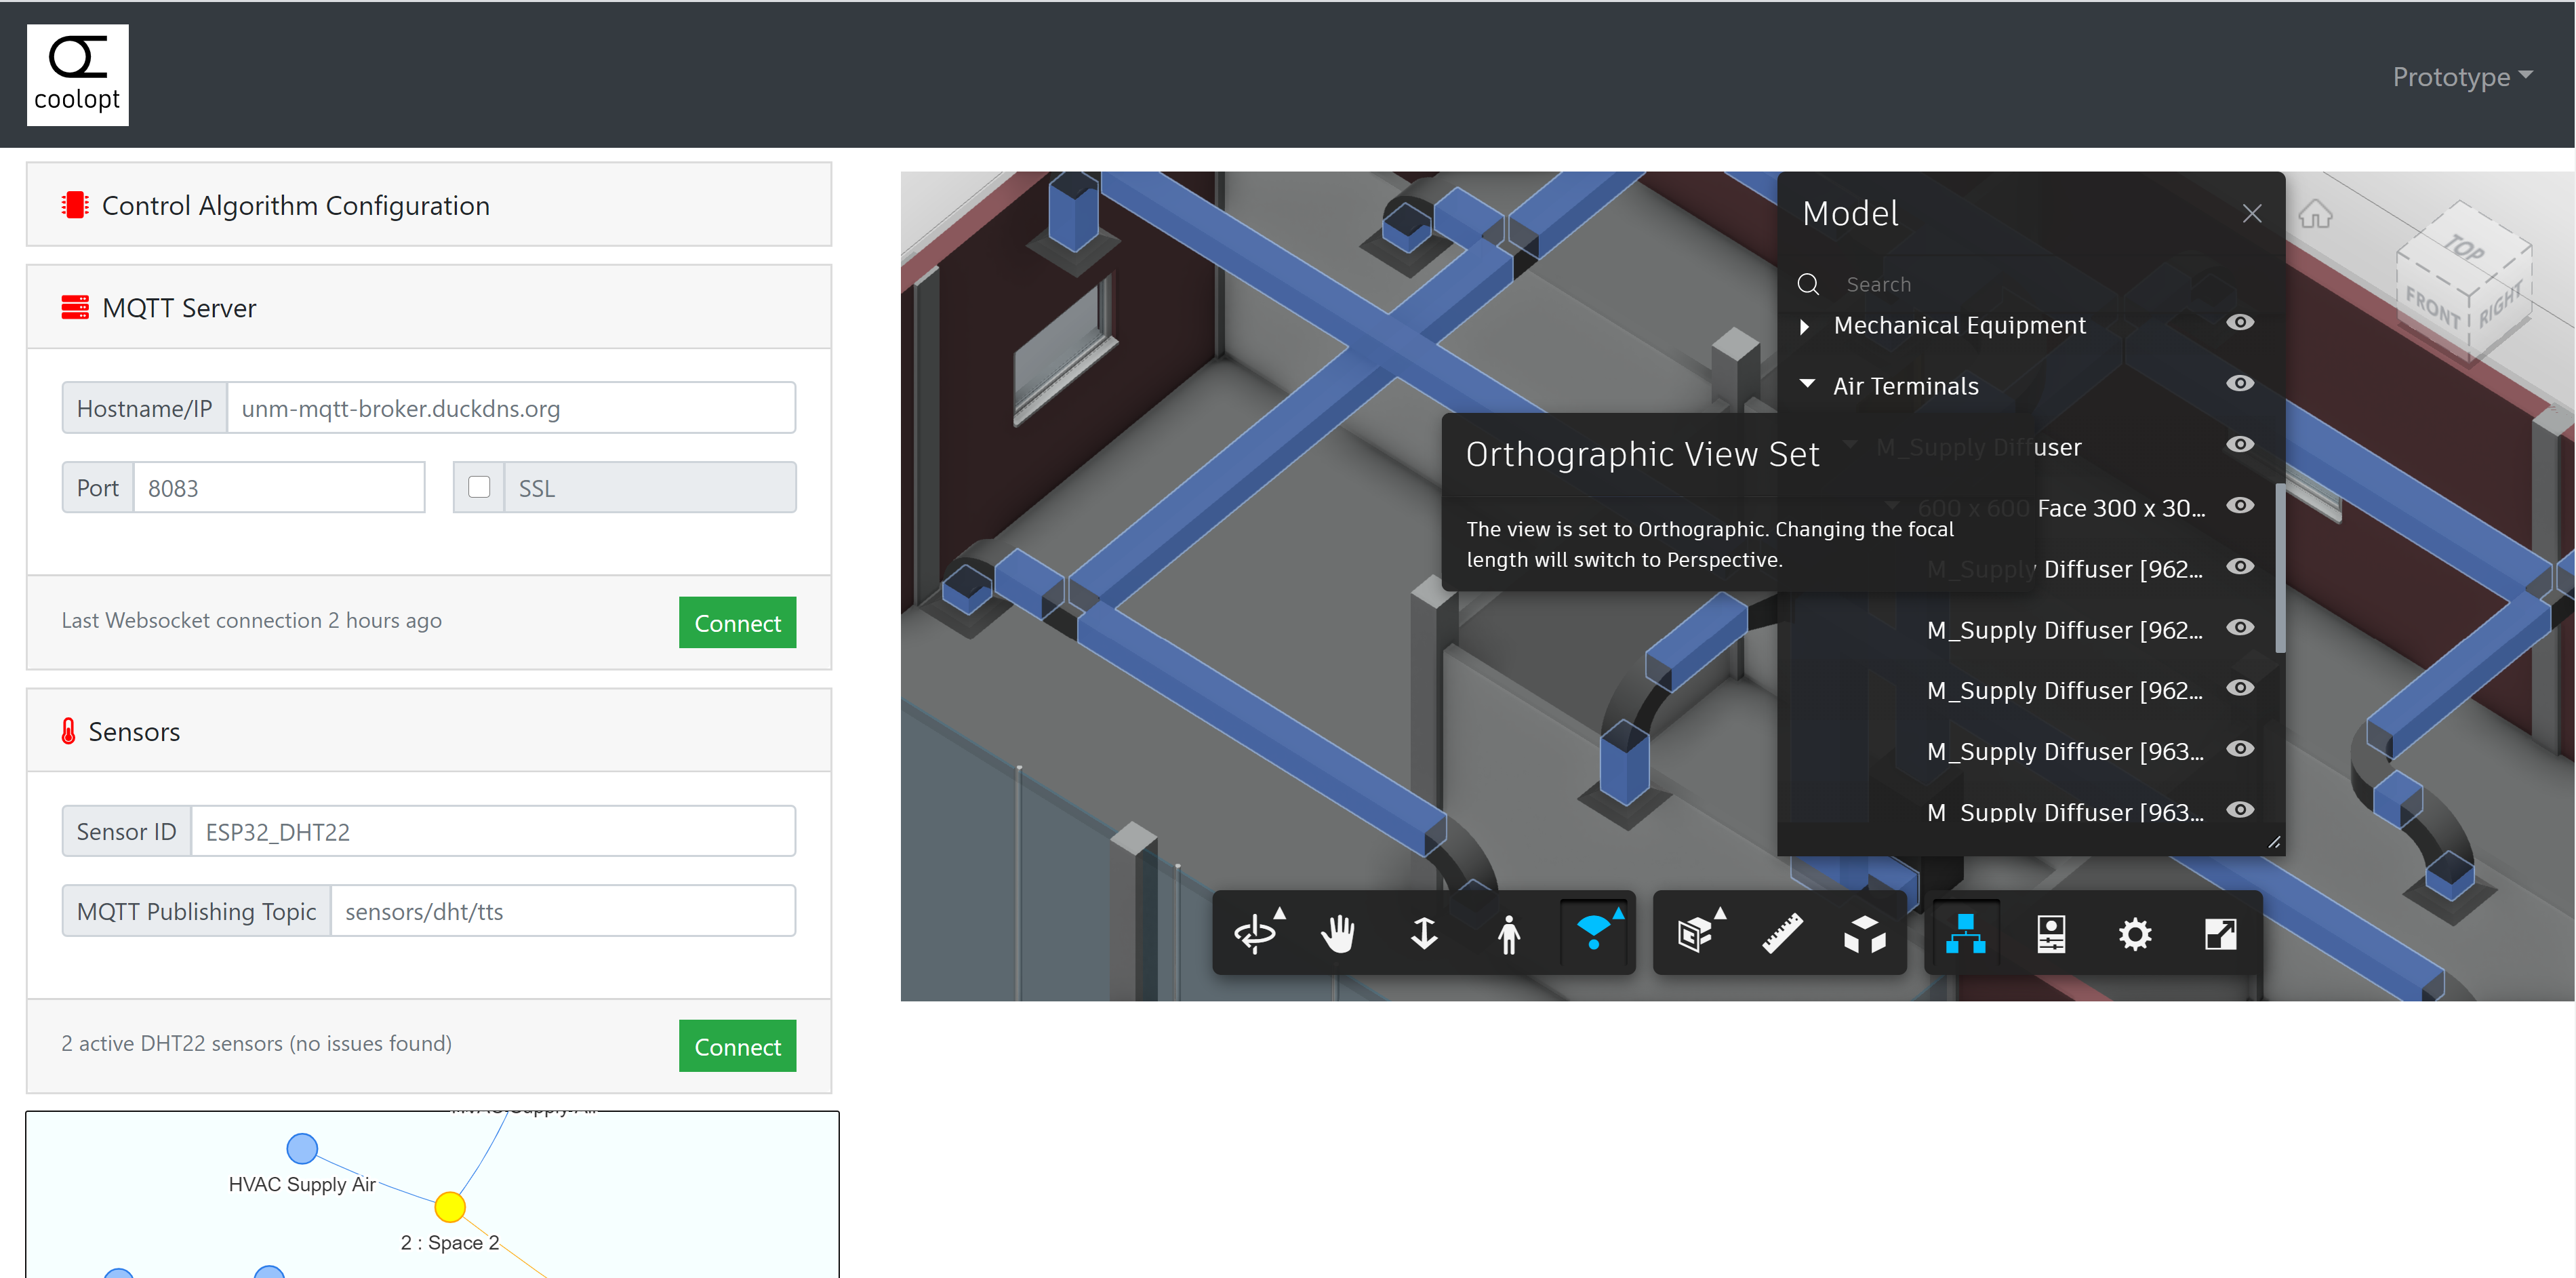 coolopt
Prototype
Control Algorithm Configuration
MQTT Server
Hostname/IP unm-mqtt-broker.duckdns.org
Port 8083 SSL
Last Websocket connection 2 hours ago Connect
Sensors
Sensor ID ESP32_DHT22
MQTT Publishing Topic sensors/dht/tts
2 active DHT22 sensors (no issues found) Connect
HVAC Supply Air
HVAC Supply Air
2 : Space 2
Model
Search
Mechanical Equipment
Air Terminals
M_Supply Diffuser
600 x 600 Face 300 x 30...
M_Supply Diffuser [962...
M_Supply Diffuser [962...
M_Supply Diffuser [962...
M_Supply Diffuser [963...
M_Supply Diffuser [963...
Orthographic View Set
The view is set to Orthographic. Changing the focal
length will switch to Perspective.
TOP
FRONT
RIGHT